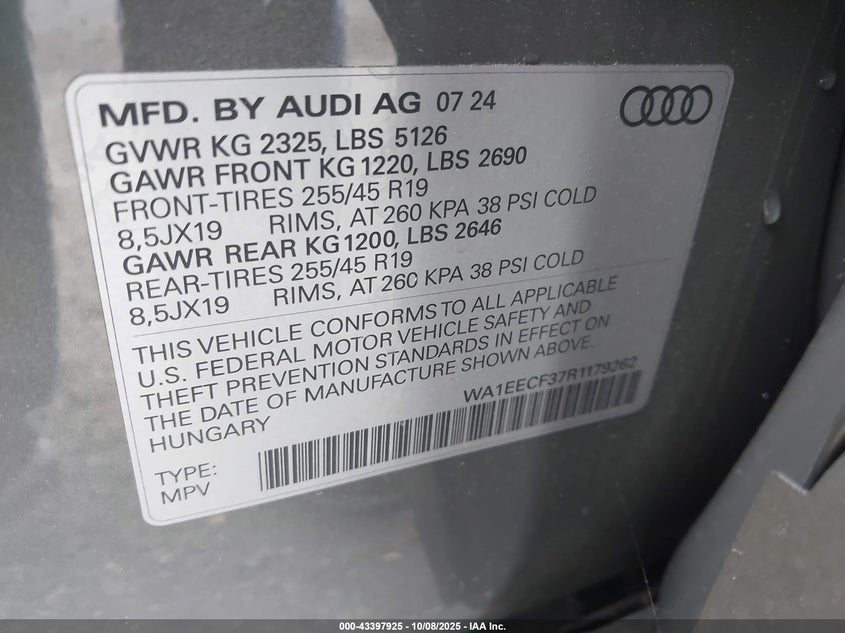 MFD. BY AUDI AG 07 24
GVWR KG 2325, LBS 5126
GAWR FRONT KG 1220, LBS 2690
FRONT-TIRES 255/45 R19
8,5JX19 RIMS, AT 260 KPA 38 PSI COLD
GAWR REAR KG 1200, LBS 2646
REAR-TIRES 255/45 R19
8,5JX19 RIMS, AT 260 KPA 38 PSI COLD
THIS VEHICLE CONFORMS TO ALL APPLICABLE
U.S. FEDERAL MOTOR VEHICLE SAFETY AND
THEFT PREVENTION STANDARDS IN EFFECT ON
THE DATE OF MANUFACTURE SHOWN ABOVE.
HUNGARY
WA1EECF37R1179262
TYPE:
MPV
000-43397925 - 10/08/2025 - IAA Inc.